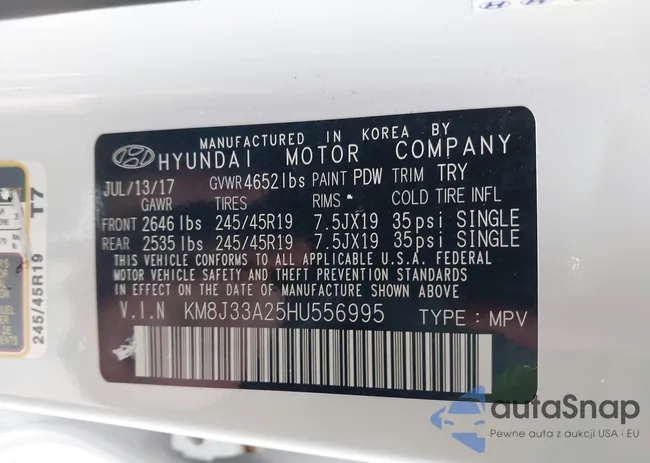 MANUFACTURED IN KOREA BY
HYUNDAI MOTOR COMPANY
JUL/13/17 GVWR 4652 lbs PAINT PDW TRIM TRY
GAWR TIRES RIMS COLD TIRE INFL
FRONT 2646 lbs 245/45R19 7.5JX19 35psi SINGLE
REAR 2535 lbs 245/45R19 7.5JX19 35psi SINGLE
THIS VEHICLE CONFORMS TO ALL APPLICABLE U.S.A. FEDERAL
MOTOR VEHICLE SAFETY AND THEFT PREVENTION STANDARDS
IN EFFECT ON THE DATE OF MANUFACTURE SHOWN ABOVE.
V.I.N KM8J33A25HU556995 TYPE : MPV
245/45R19 T7
autaSnap
Pewne auta z aukcji USA i EU